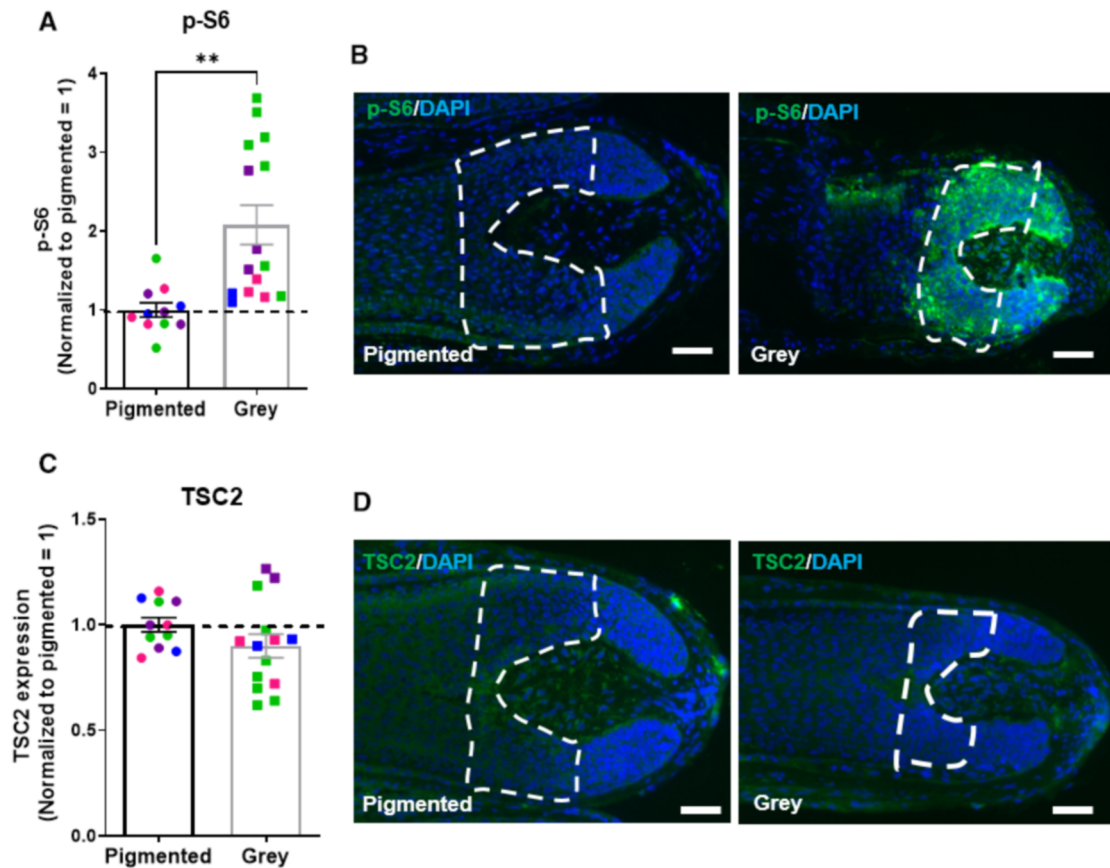 A
p-S6
**
p-S6
(Normalized to pigmented = 1)
4
3
2
1
0
Pigmented
Grey
B
p-S6/DAPI
Pigmented
p-S6/DAPI
Grey
C
TSC2
TSC2 expression
(Normalized to pigmented = 1)
1.5
1.0
0.5
0.0
Pigmented
Grey
D
TSC2/DAPI
Pigmented
TSC2/DAPI
Grey